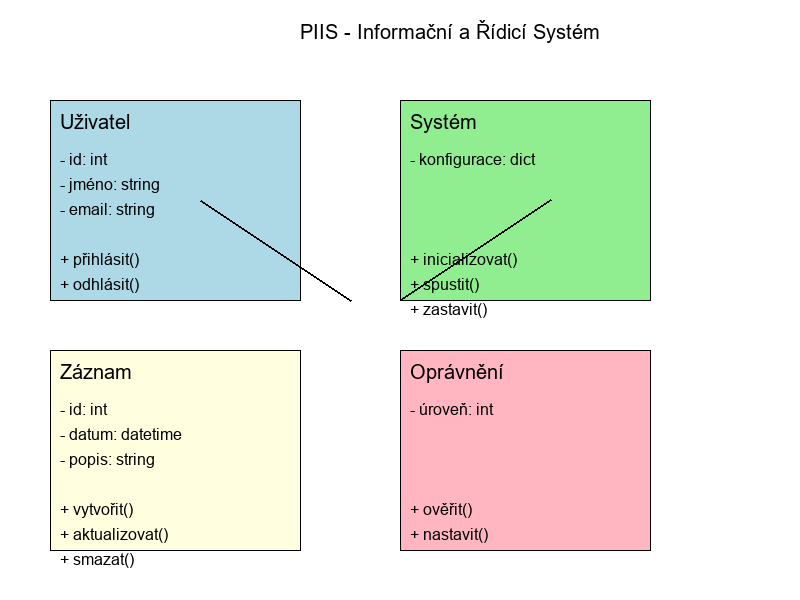 PIIS - Informační a Řídicí Systém
Uživatel
- id: int
- jméno: string
- email: string
+ přihlásit()
+ odhlásit()
Systém
- konfigurace: dict
+ inicializovat()
+ spustit()
+ zastavit()
Záznam
- id: int
- datum: datetime
- popis: string
+ vytvořit()
+ aktualizovat()
+ smazat()
Oprávnění
- úroveň: int
+ ověřit()
+ nastavit()